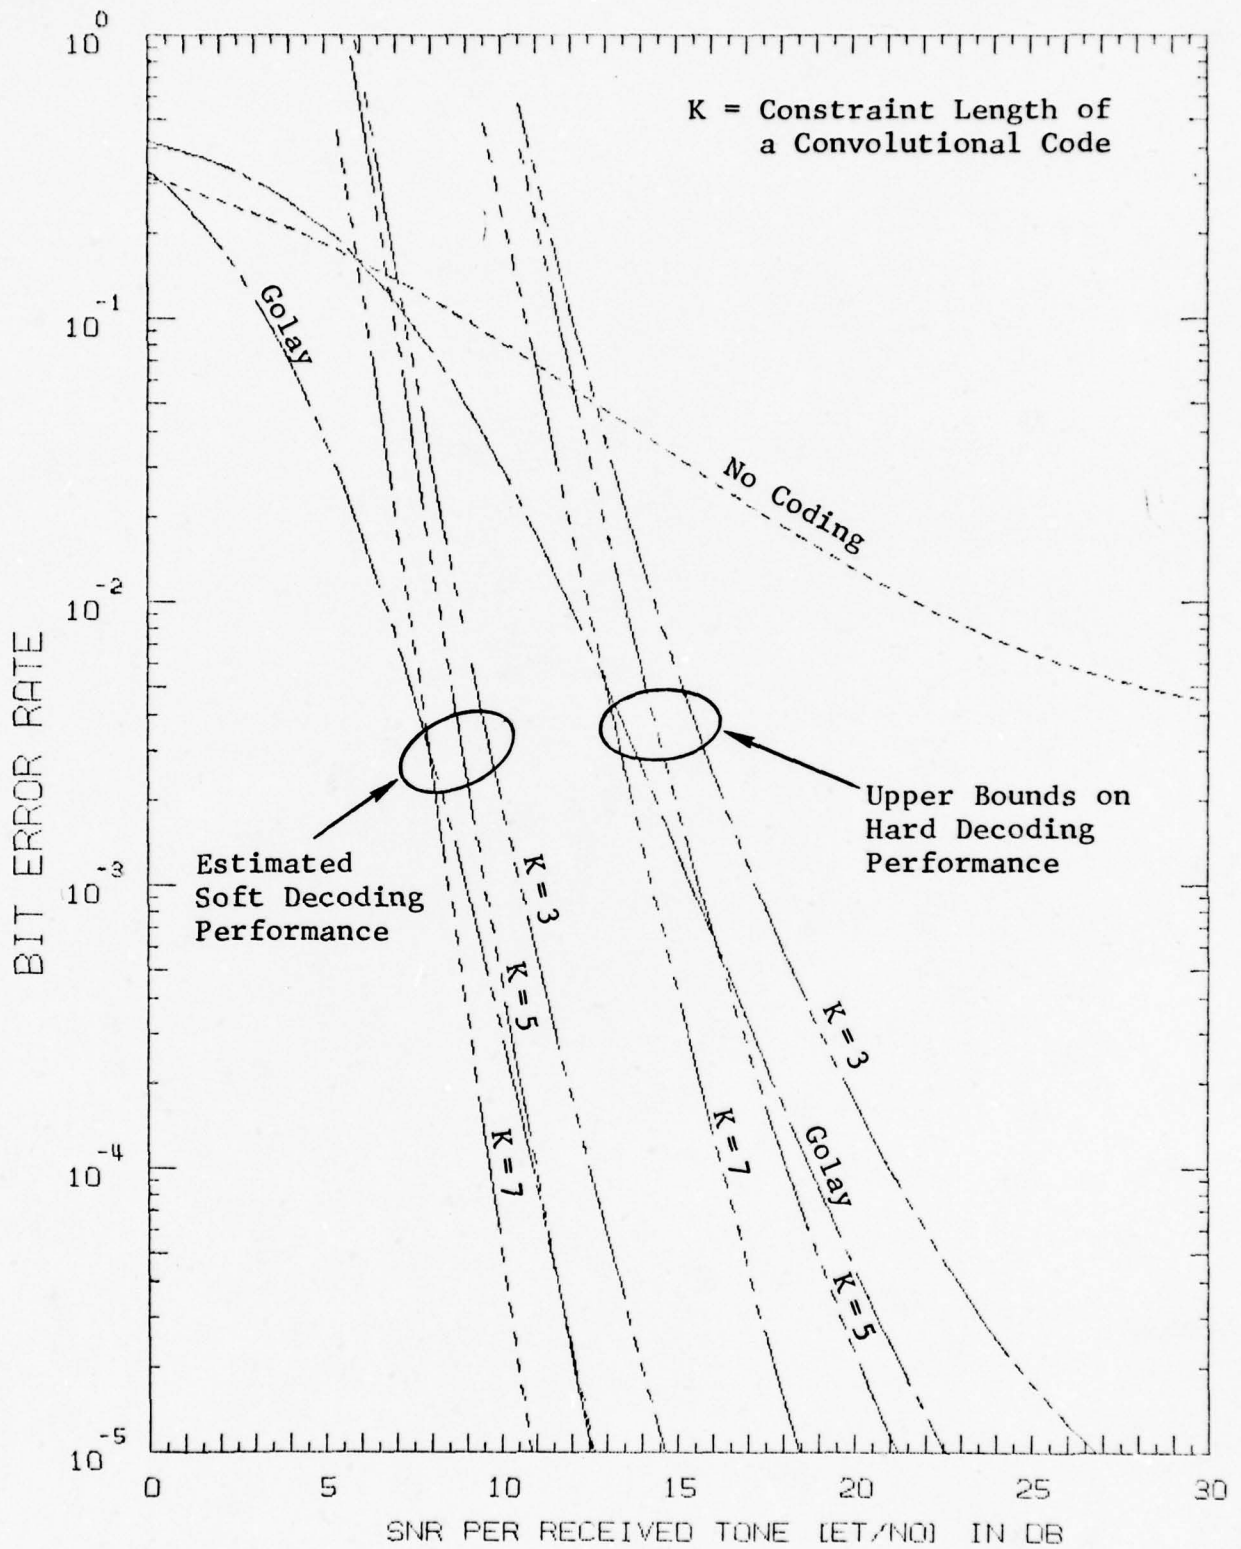 10^0
K = Constraint Length of
a Convolutional Code
Golay
10^-1
No Coding
10^-2
BIT ERROR RATE
Upper Bounds on
Hard Decoding
Performance
Estimated
Soft Decoding
Performance
K = 3
10^-3
K = 5
K = 3
K = 7
K = 7
Golay
10^-4
K = 5
10^-5
0 5 10 15 20 25 30
SNR PER RECEIVED TONE [ET/NO] IN DB